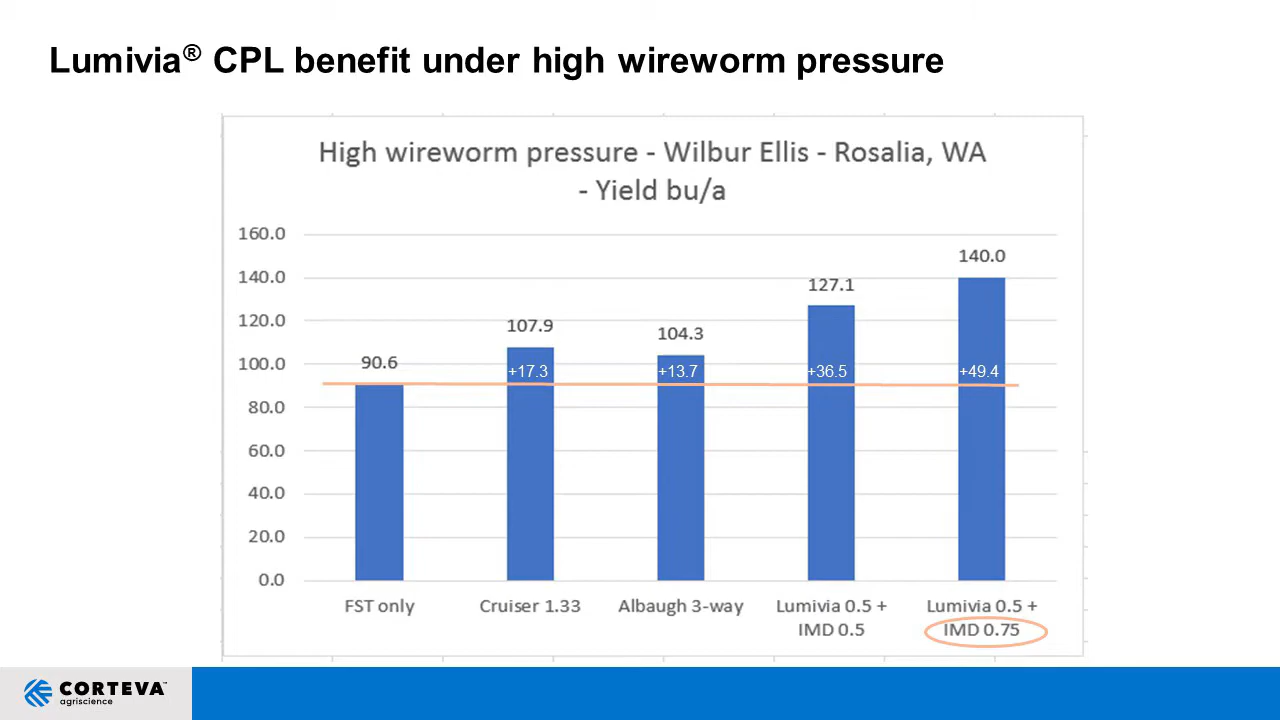 Lumivia® CPL benefit under high wireworm pressure
High wireworm pressure - Wilbur Ellis - Rosalia, WA
- Yield bu/a
160.0
140.0
120.0
100.0
80.0
60.0
40.0
20.0
0.0
90.6
107.9
104.3
127.1
140.0
+17.3
+13.7
+36.5
+49.4
FST only
Cruiser 1.33
Albaugh 3-way
Lumivia 0.5 +
IMD 0.5
Lumivia 0.5 +
IMD 0.75
CORTEVA™
agriscience